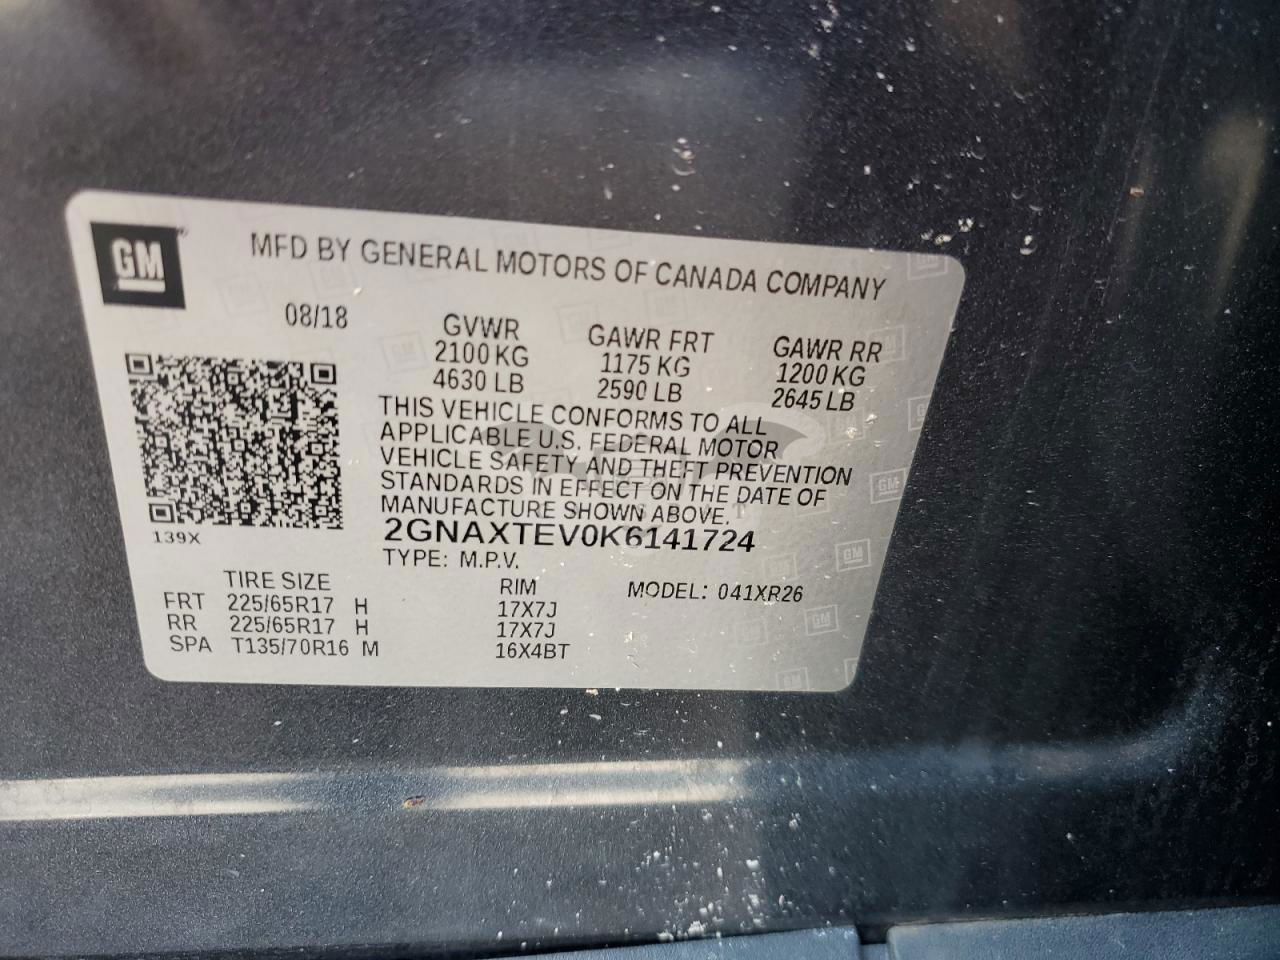 GM
MFD BY GENERAL MOTORS OF CANADA COMPANY
08/18
GVWR GAWR FRT GAWR RR
2100 KG 1175 KG 1200 KG
4630 LB 2590 LB 2645 LB
THIS VEHICLE CONFORMS TO ALL
APPLICABLE U.S. FEDERAL MOTOR
VEHICLE SAFETY AND THEFT PREVENTION
STANDARDS IN EFFECT ON THE DATE OF
MANUFACTURE SHOWN ABOVE.
139X
2GNAXTEV0K6141724
TYPE: M.P.V.
TIRE SIZE RIM MODEL: 041XR26
FRT 225/65R17 H 17X7J
RR 225/65R17 H 17X7J
SPA T135/70R16 M 16X4BT